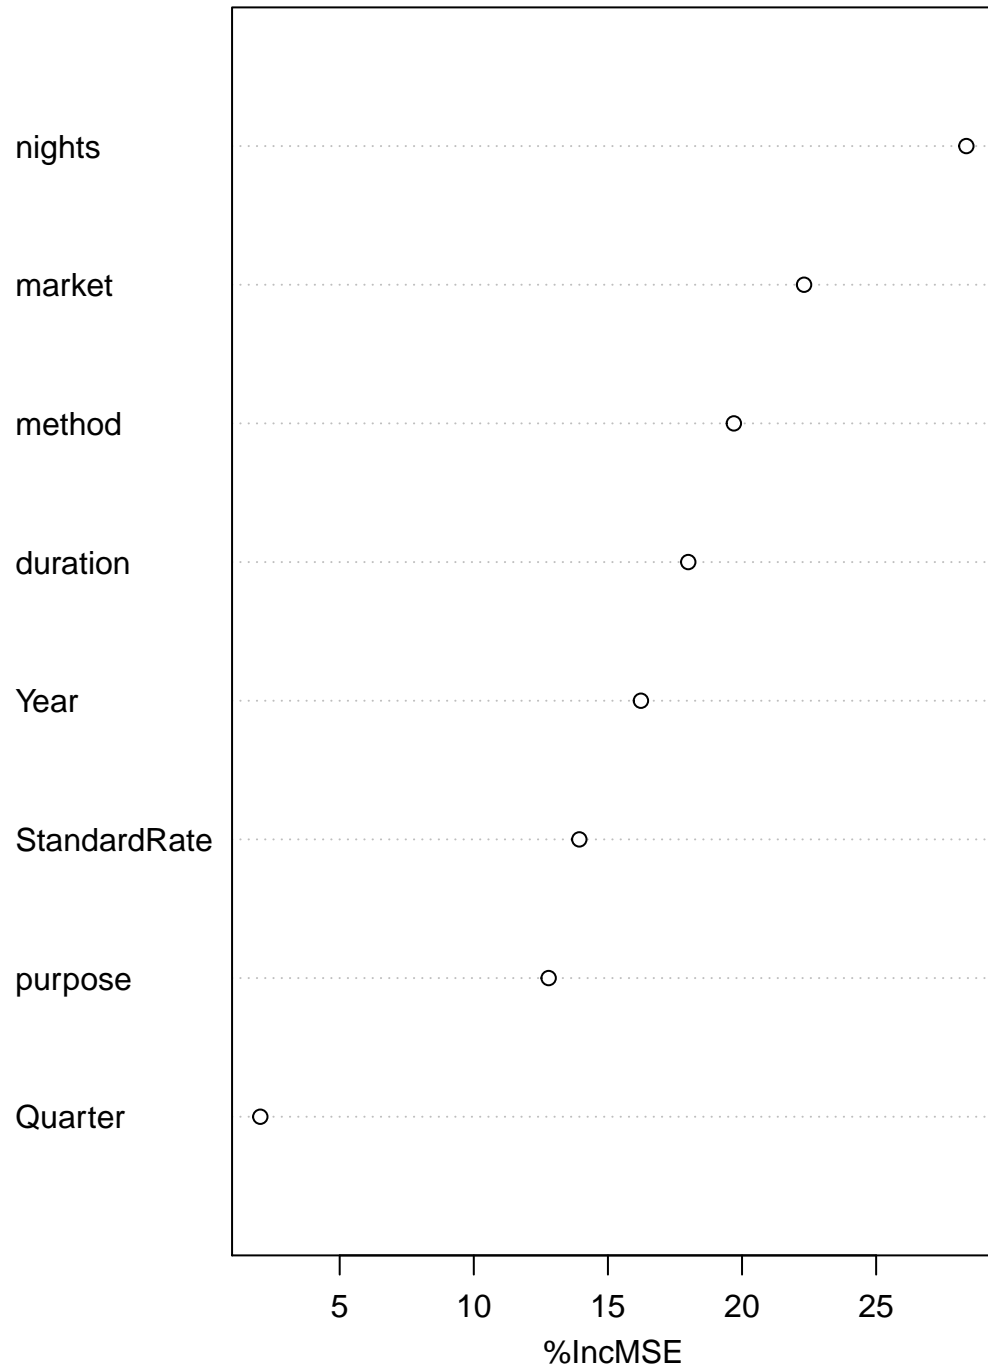 nights
market
method
duration
Year
StandardRate
purpose
Quarter
5 10 15 20 25
%IncMSE